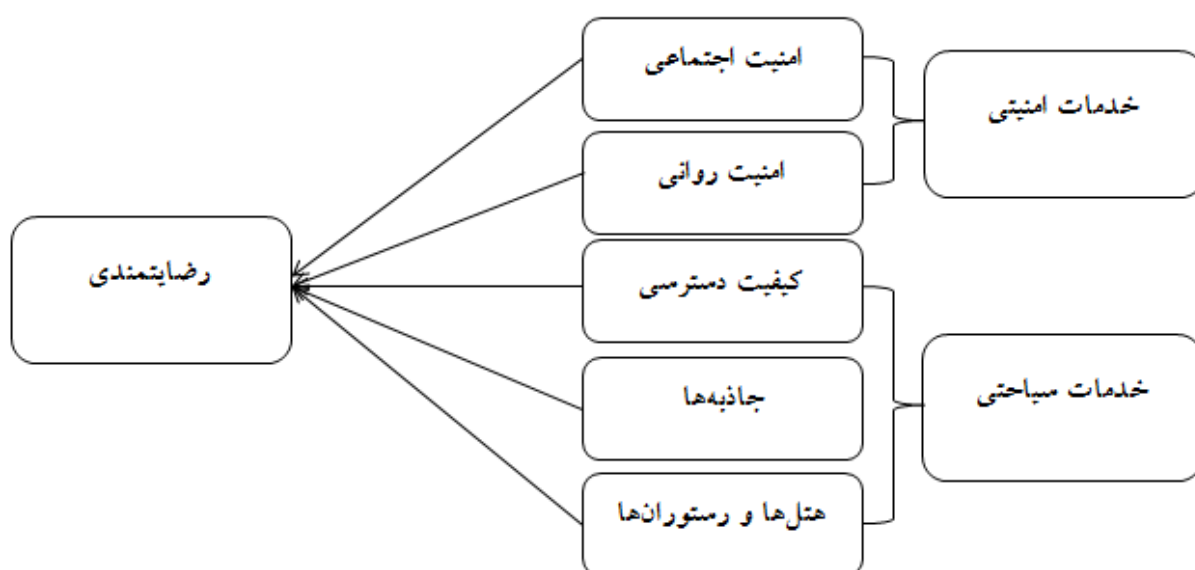 امنیت اجتماعی
خدمات امنیتی
امنیت روانی
رضایتمندی
کیفیت دسترسی
جاذبه‌ها
خدمات سیاحتی
هتل‌ها و رستوران‌ها